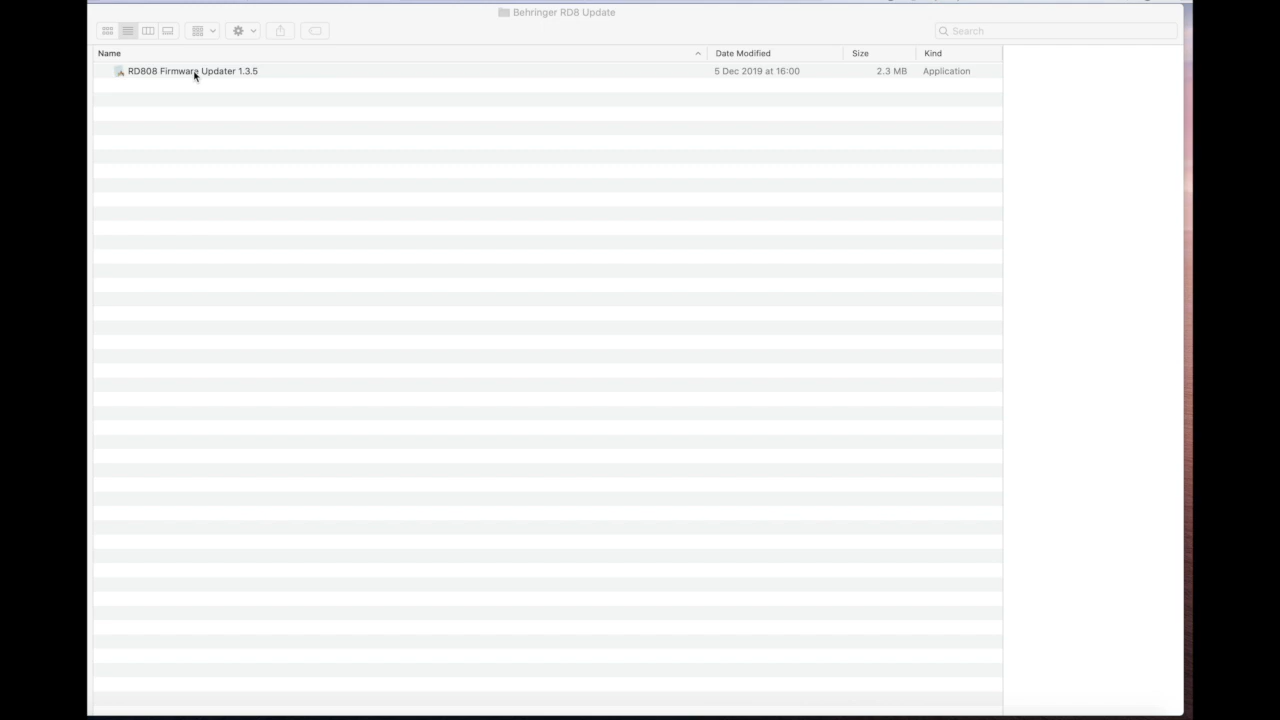 Behringer RD8 Update
Search
Name Date Modified Size Kind
RD808 Firmware Updater 1.3.5 5 Dec 2019 at 16:00 2.3 MB Application